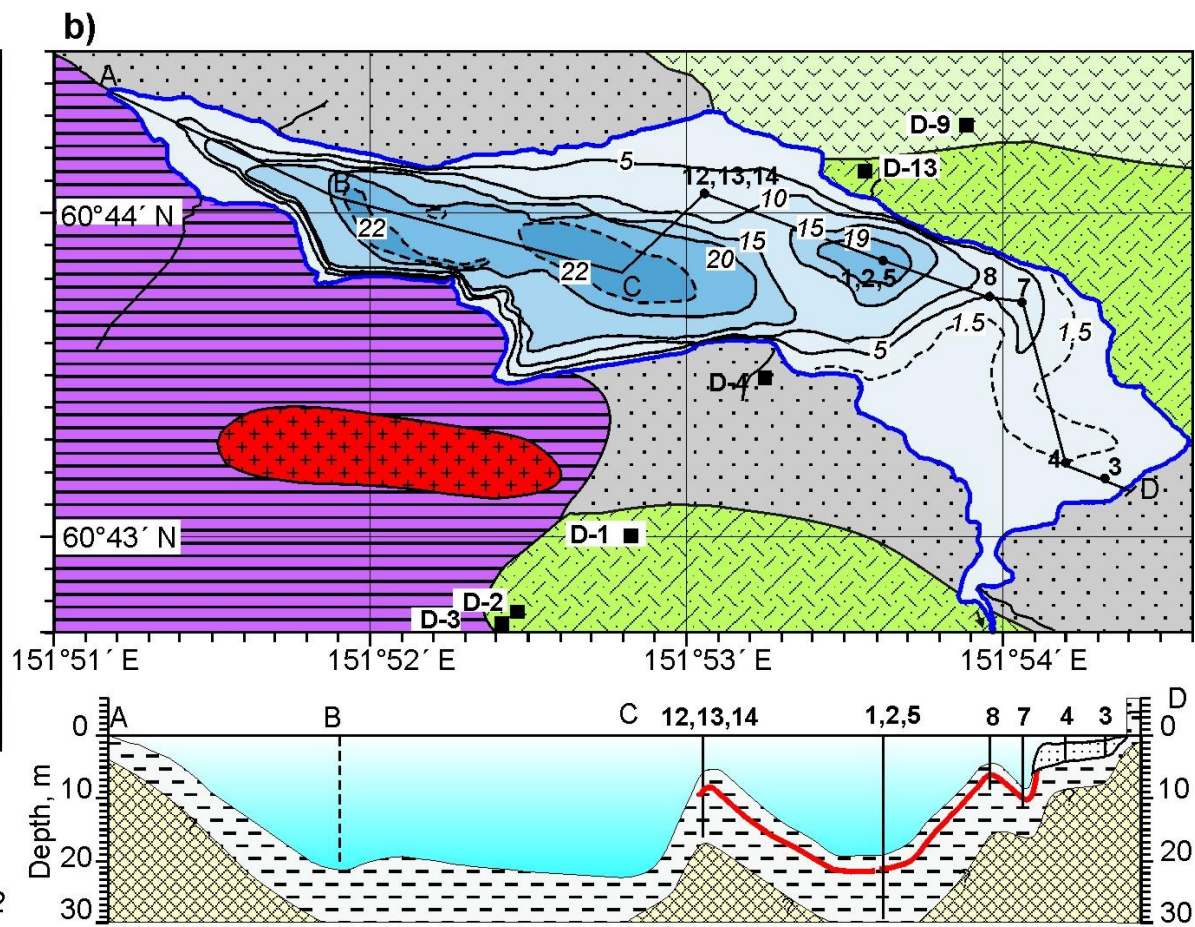 b)
A
5
D-9
D-13
12,13,14
B
10
60°44´ N
15
19
15
22
20
22
C
1,2,5
8
7
1.5
1,5
5
D-4
4
3
D
60°43´ N
D-1
D-2
D-3
151°51´ E
151°52´ E
151°53´ E
151°54´ E
A
B
C
12,13,14
1,2,5
8
7
4
3
D
0
0
10
10
20
20
30
30
Depth, m
?
?
?
?